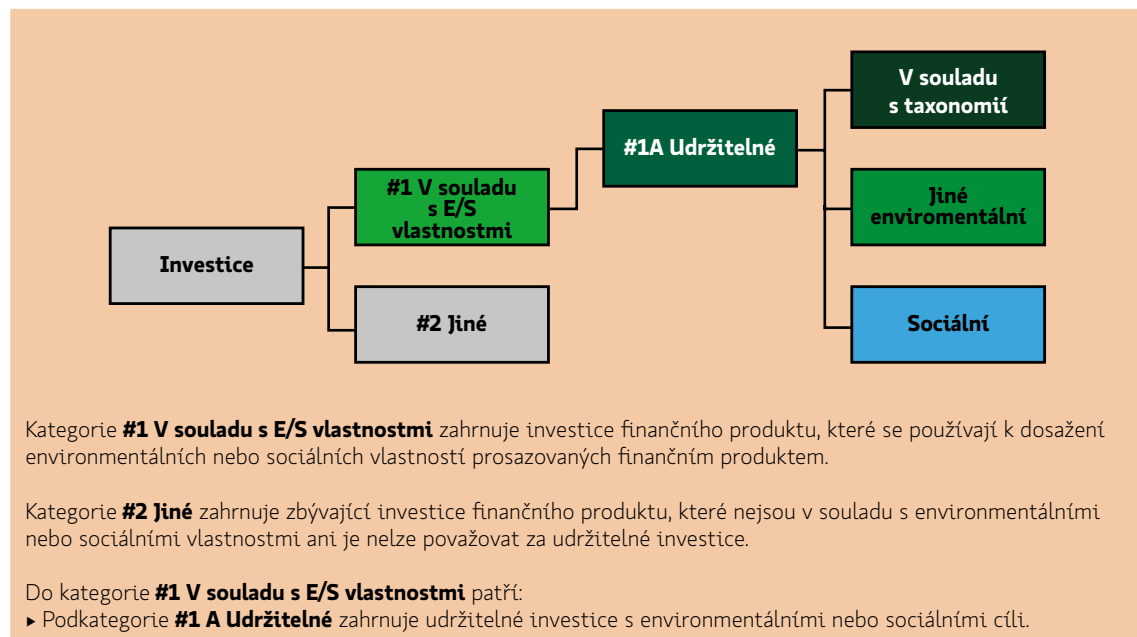 V souladu
s taxonomií
#1A Udržitelné
#1 V souladu
s E/S
vlastnostmi
Jiné
enviromentální
Investice
#2 Jiné
Sociální
Kategorie #1 V souladu s E/S vlastnostmi zahrnuje investice finančního produktu, které se používají k dosažení
environmentálních nebo sociálních vlastností prosazovaných finančním produktem.
Kategorie #2 Jiné zahrnuje zbývající investice finančního produktu, které nejsou v souladu s environmentálními
nebo sociálními vlastnostmi ani je nelze považovat za udržitelné investice.
Do kategorie #1 V souladu s E/S vlastnostmi patří:
▸ Podkategorie #1 A Udržitelné zahrnuje udržitelné investice s environmentálními nebo sociálními cíli.